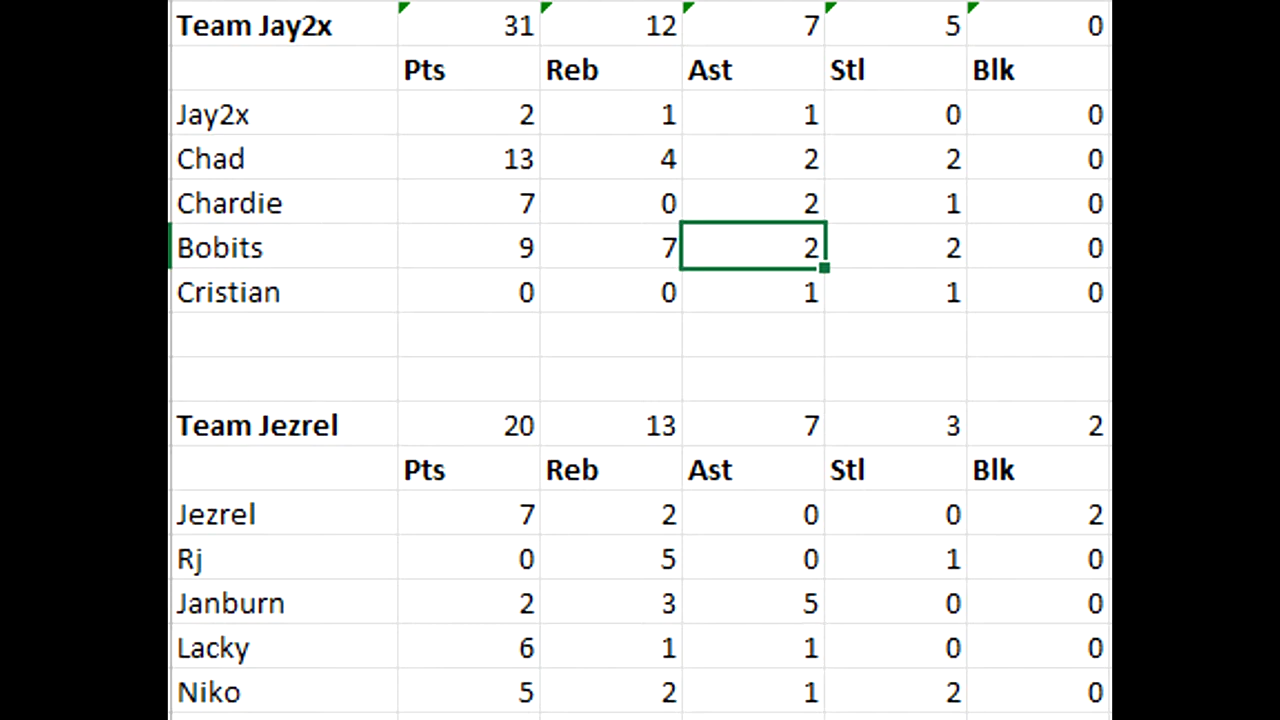 Team Jay2x 31 12 7 5 0
Pts Reb Ast Stl Blk
Jay2x 2 1 1 0 0
Chad 13 4 2 2 0
Chardie 7 0 2 1 0
Bobits 9 7 2 2 0
Cristian 0 0 1 1 0
Team Jezrel 20 13 7 3 2
Pts Reb Ast Stl Blk
Jezrel 7 2 0 0 2
Rj 0 5 0 1 0
Janburn 2 3 5 0 0
Lacky 6 1 1 0 0
Niko 5 2 1 2 0